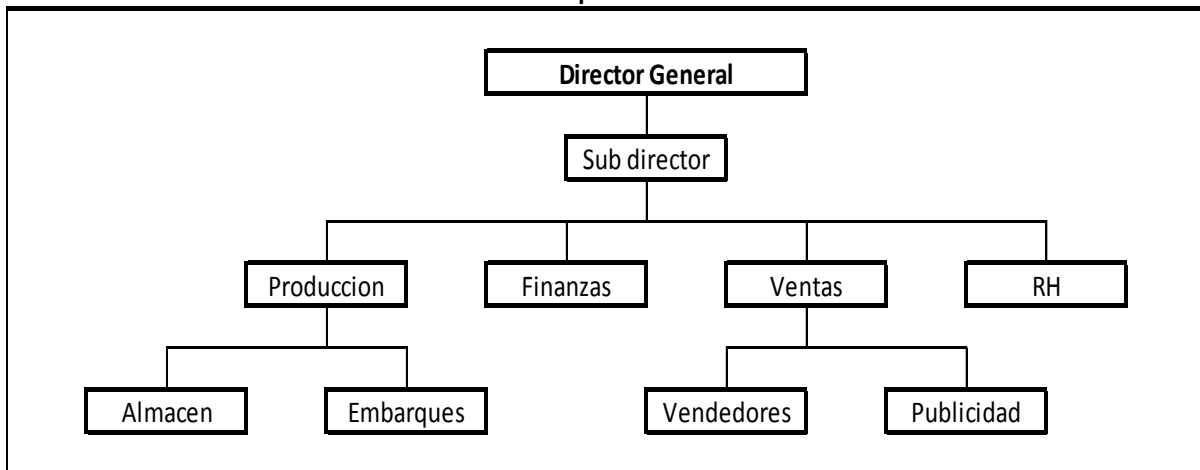 Director General
Sub director
Produccion
Finanzas
Ventas
RH
Almacen
Embarques
Vendedores
Publicidad